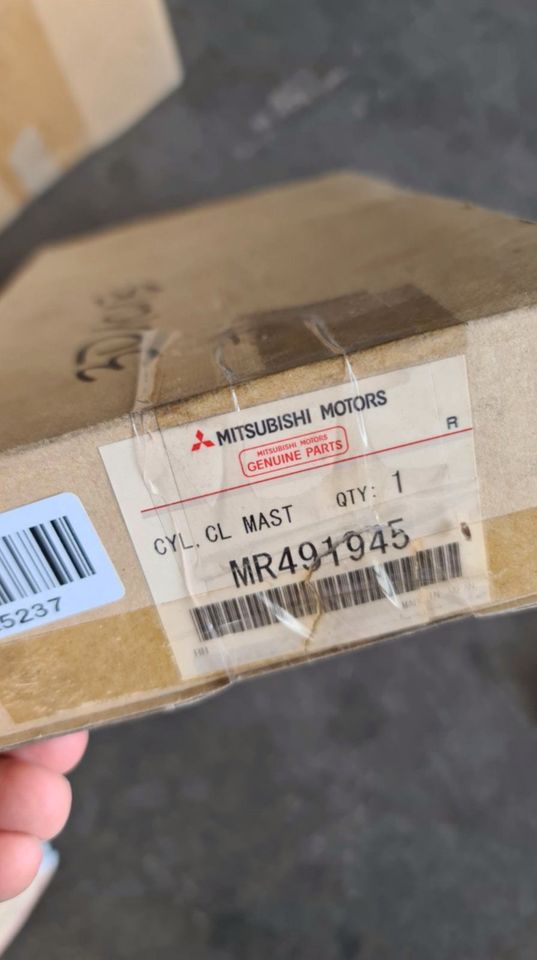 MITSUBISHI MOTORS
MITSUBISHI MOTORS
GENUINE PARTS
R
CYL, CL MAST QTY: 1
MR491945
5237